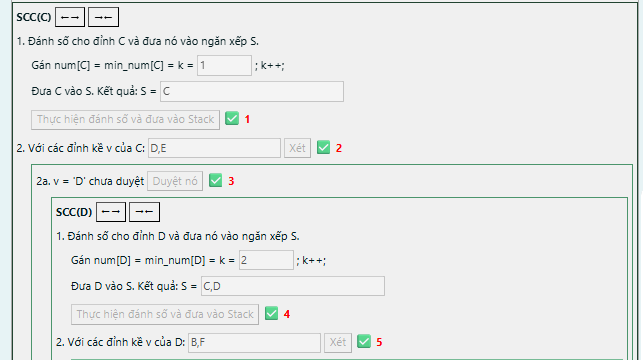 SCC(C) ←→ →←
1. Đánh số cho đỉnh C và đưa nó vào ngăn xếp S.
Gán num[C] = min_num[C] = k = 1 ; k++;
Đưa C vào S. Kết quả: S = C
Thực hiện đánh số và đưa vào Stack ✅ 1
2. Với các đỉnh kề v của C: D,E Xét ✅ 2
2a. v = 'D' chưa duyệt Duyệt nó ✅ 3
SCC(D) ←→ →←
1. Đánh số cho đỉnh D và đưa nó vào ngăn xếp S.
Gán num[D] = min_num[D] = k = 2 ; k++;
Đưa D vào S. Kết quả: S = C,D
Thực hiện đánh số và đưa vào Stack ✅ 4
2. Với các đỉnh kề v của D: B,F Xét ✅ 5